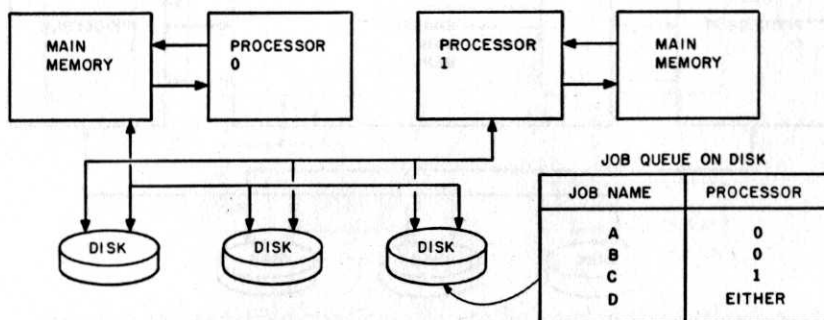 MAIN
MEMORY
PROCESSOR
0
PROCESSOR
1
MAIN
MEMORY
JOB QUEUE ON DISK
JOB NAME PROCESSOR
A 0
B 0
C 1
D EITHER
DISK
DISK
DISK